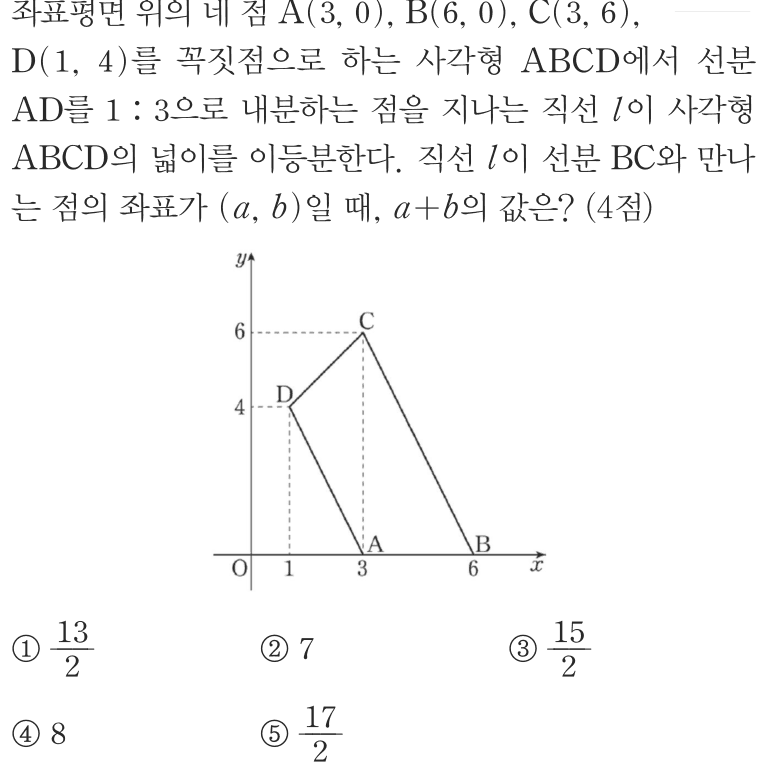 좌표평면 위의 네 점 A(3, 0), B(6, 0), C(3, 6),
D(1, 4)를 꼭짓점으로 하는 사각형 ABCD에서 선분
AD를 1 : 3으로 내분하는 점을 지나는 직선 l이 사각형
ABCD의 넓이를 이등분한다. 직선 l이 선분 BC와 만나
는 점의 좌표가 (a, b)일 때, a+b의 값은? (4점)
y
6
C
4
D
A
B
O
1
3
6
x
① 13/2
② 7
③ 15/2
④ 8
⑤ 17/2